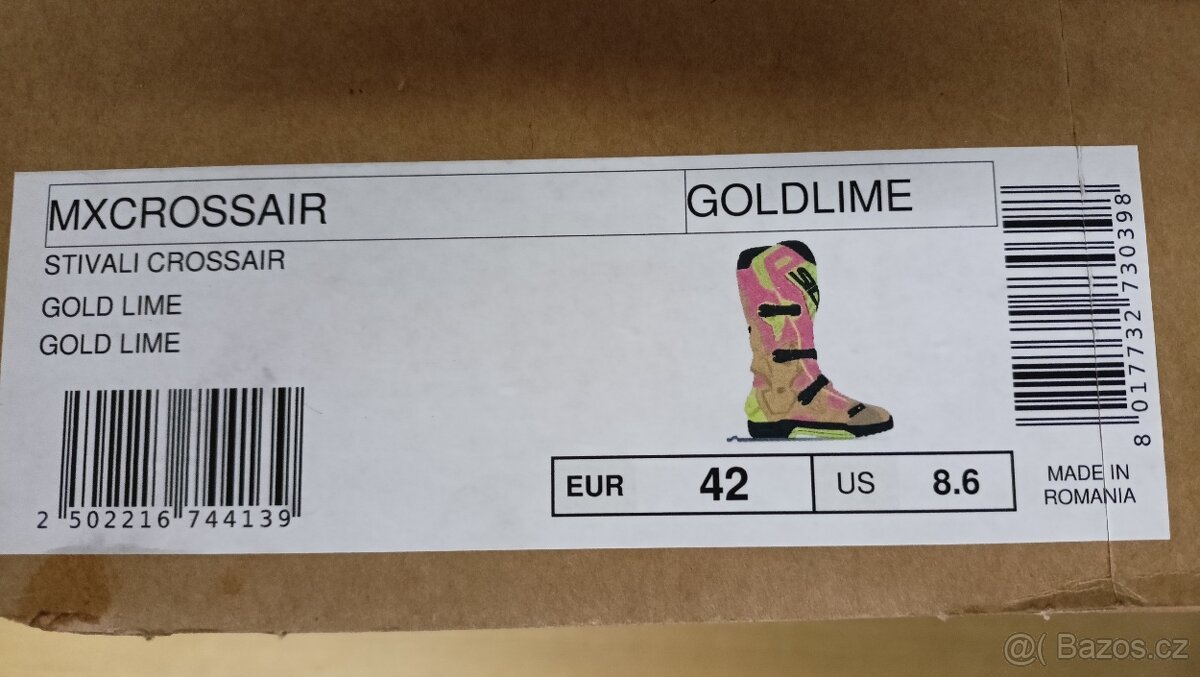 MXCROSSAIR
GOLDLIME
STIVALI CROSSAIR
GOLD LIME
GOLD LIME
2 502216 744139
SIDI
EUR 42 US 8.6
8 017732 730398
MADE IN
ROMANIA
@( Bazos.cz